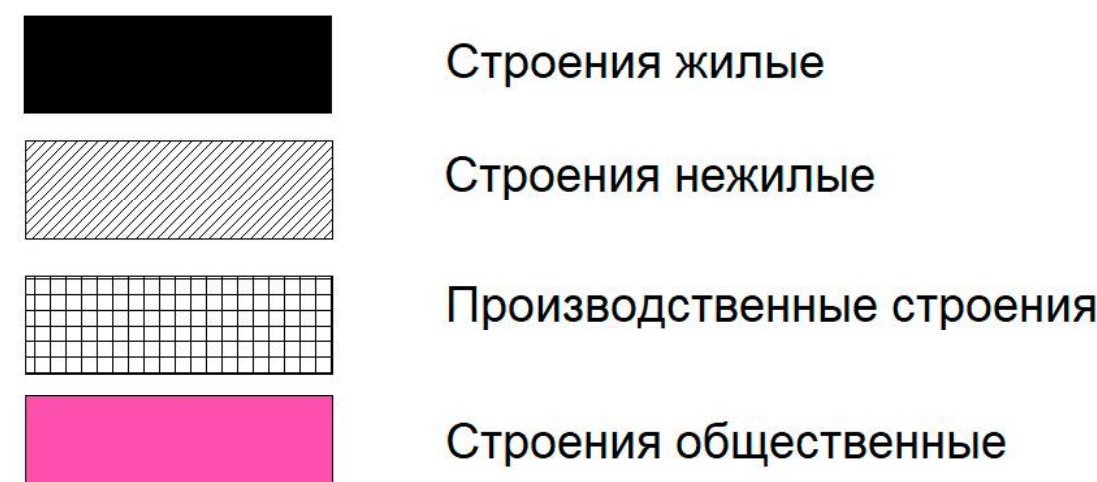 Строения жилые
Строения нежилые
Производственные строения
Строения общественные